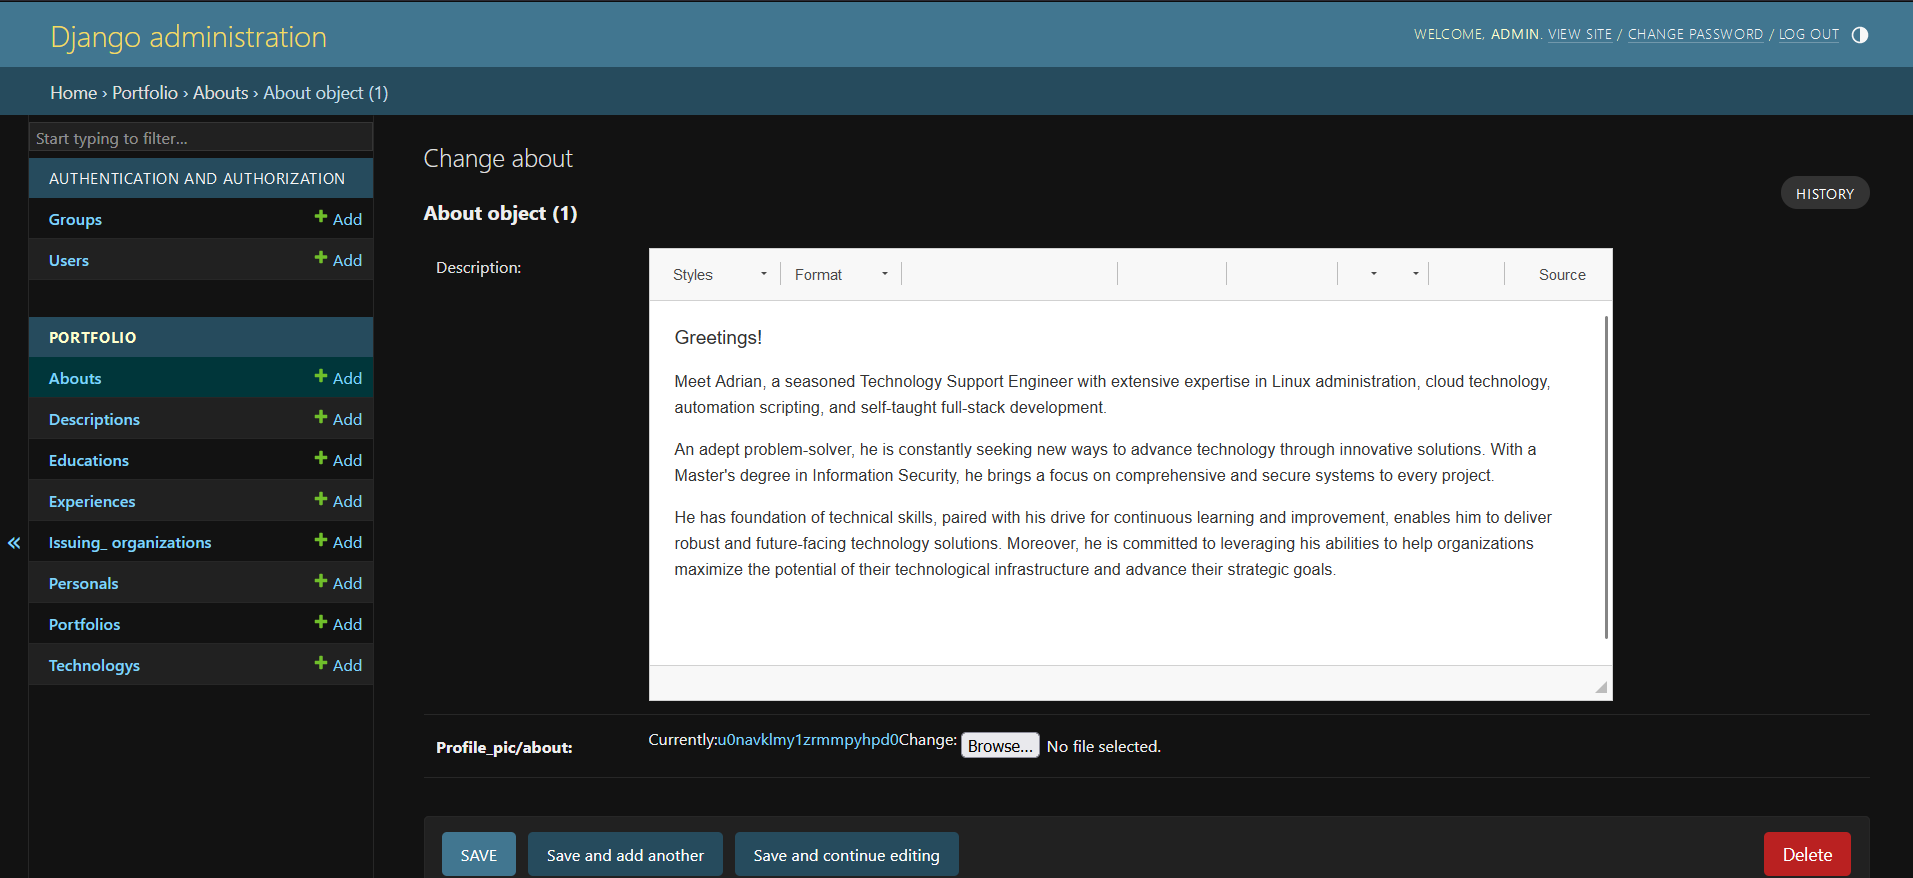 Django administration
WELCOME, ADMIN. VIEW SITE / CHANGE PASSWORD / LOG OUT
Home › Portfolio › Abouts › About object (1)
Start typing to filter...
AUTHENTICATION AND AUTHORIZATION
Groups Add
Users Add
PORTFOLIO
Abouts Add
Descriptions Add
Educations Add
Experiences Add
Issuing_ organizations Add
Personals Add
Portfolios Add
Technologys Add
«
Change about
HISTORY
About object (1)
Description:
Styles Format Source
Greetings!
Meet Adrian, a seasoned Technology Support Engineer with extensive expertise in Linux administration, cloud technology,
automation scripting, and self-taught full-stack development.
An adept problem-solver, he is constantly seeking new ways to advance technology through innovative solutions. With a
Master's degree in Information Security, he brings a focus on comprehensive and secure systems to every project.
He has foundation of technical skills, paired with his drive for continuous learning and improvement, enables him to deliver
robust and future-facing technology solutions. Moreover, he is committed to leveraging his abilities to help organizations
maximize the potential of their technological infrastructure and advance their strategic goals.
Profile_pic/about: Currently:u0navklmy1zrmmpyhpd0Change: Browse... No file selected.
SAVE Save and add another Save and continue editing Delete